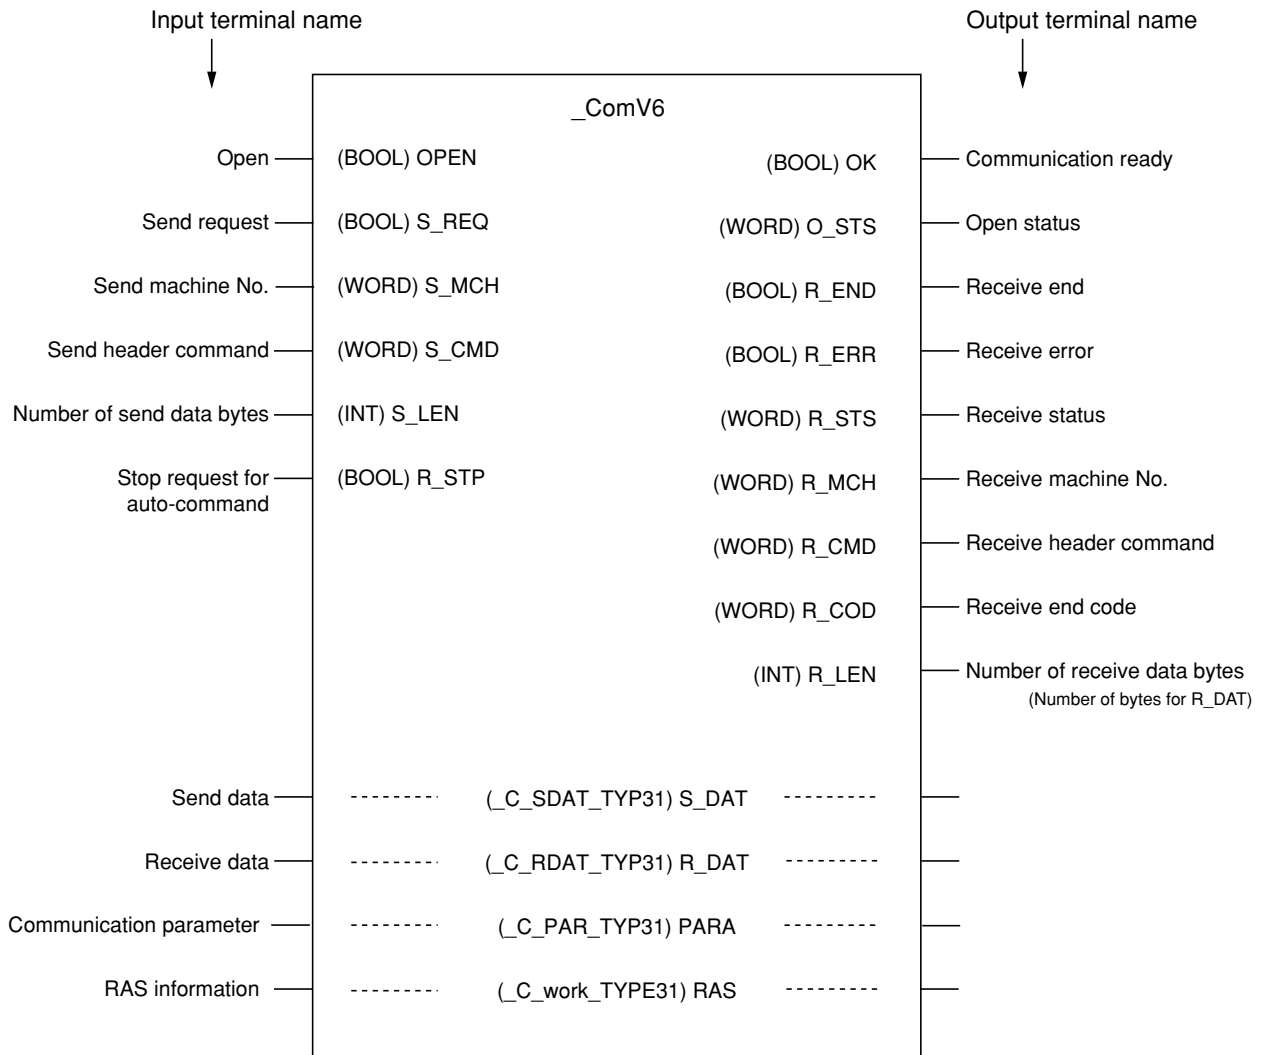 Input terminal name
Output terminal name
_ComV6
Open
(BOOL) OPEN
(BOOL) OK
Communication ready
Send request
(BOOL) S_REQ
(WORD) O_STS
Open status
Send machine No.
(WORD) S_MCH
(BOOL) R_END
Receive end
Send header command
(WORD) S_CMD
(BOOL) R_ERR
Receive error
Number of send data bytes
(INT) S_LEN
(WORD) R_STS
Receive status
Stop request for
auto-command
(BOOL) R_STP
(WORD) R_MCH
Receive machine No.
(WORD) R_CMD
Receive header command
(WORD) R_COD
Receive end code
(INT) R_LEN
Number of receive data bytes
(Number of bytes for R_DAT)
Send data
(_C_SDAT_TYP31) S_DAT
Receive data
(_C_RDAT_TYP31) R_DAT
Communication parameter
(_C_PAR_TYP31) PARA
RAS information
(_C_work_TYPE31) RAS